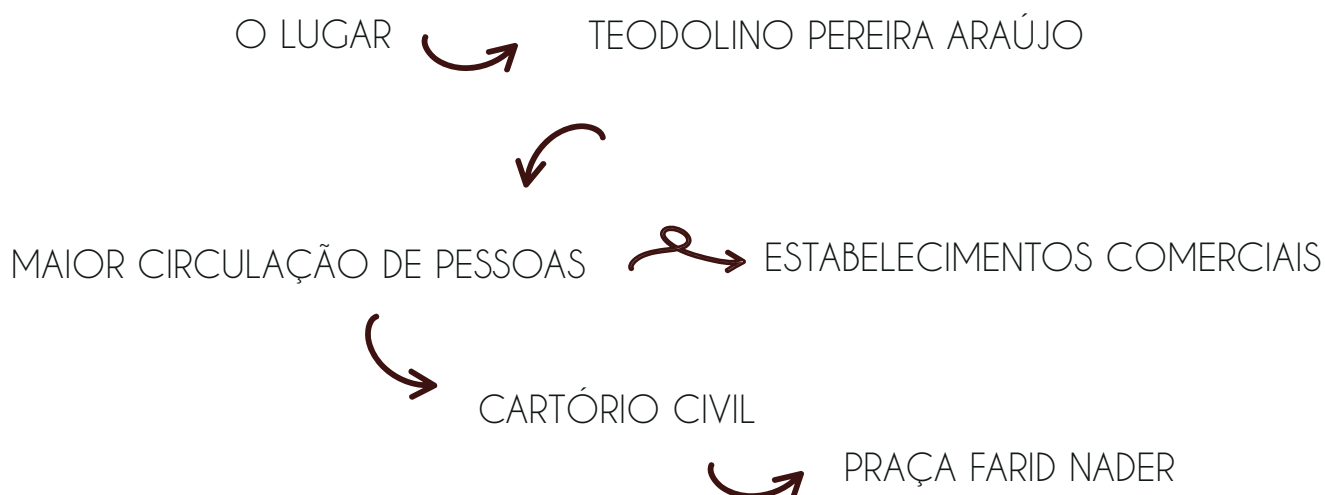 O LUGAR
TEODOLINO PEREIRA ARAÚJO
MAIOR CIRCULAÇÃO DE PESSOAS
ESTABELECIMENTOS COMERCIAIS
CARTÓRIO CIVIL
PRAÇA FARID NADER